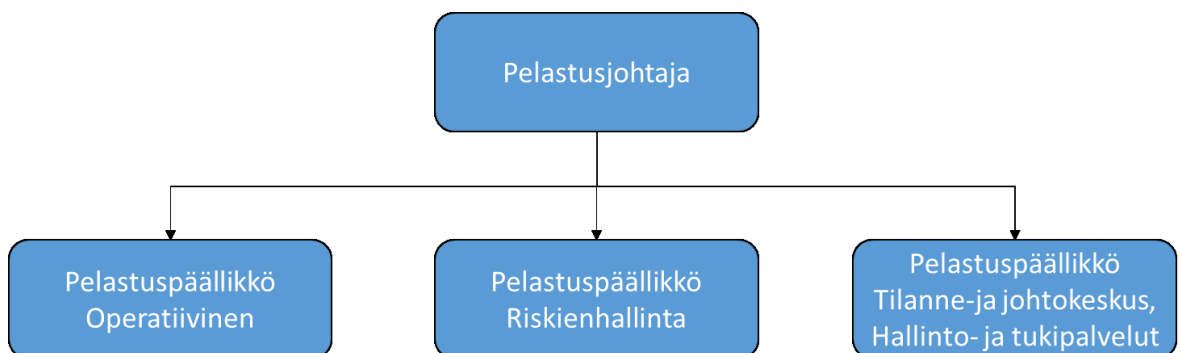 Pelastusjohtaja
Pelastuspäällikkö
Operatiivinen
Pelastuspäällikkö
Riskienhallinta
Pelastuspäällikkö
Tilanne-ja johtokeskus,
Hallinto- ja tukipalvelut